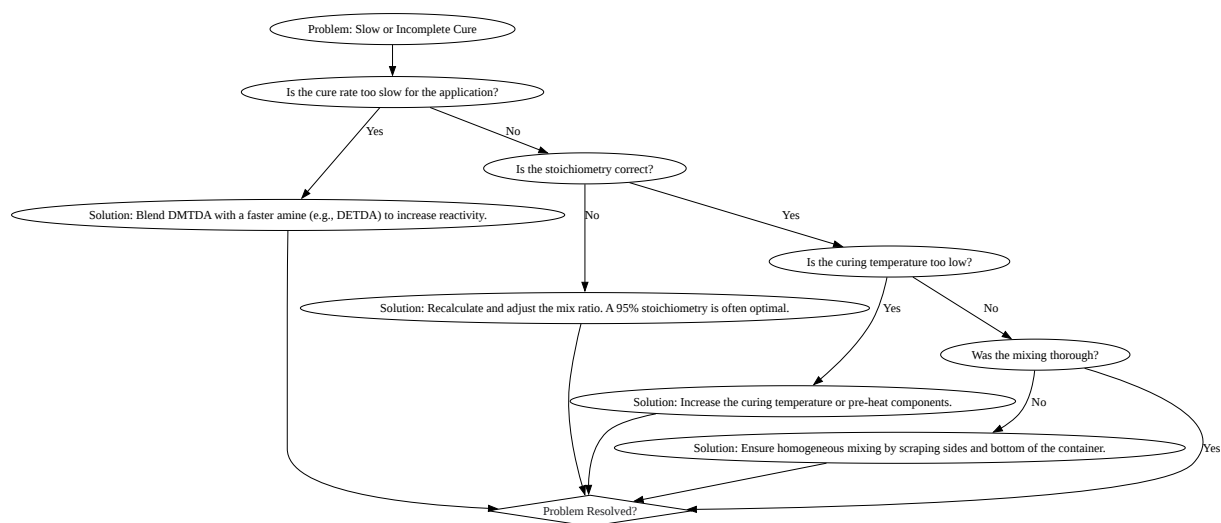 Problem: Slow or Incomplete Cure
Is the cure rate too slow for the application?
Yes
No
Is the stoichiometry correct?
Solution: Blend DMTDA with a faster amine (e.g., DETDA) to increase reactivity.
No
Yes
Is the curing temperature too low?
Solution: Recalculate and adjust the mix ratio. A 95% stoichiometry is often optimal.
Yes
No
Was the mixing thorough?
Solution: Increase the curing temperature or pre-heat components.
No
Solution: Ensure homogeneous mixing by scraping sides and bottom of the container.
Yes
Problem Resolved?